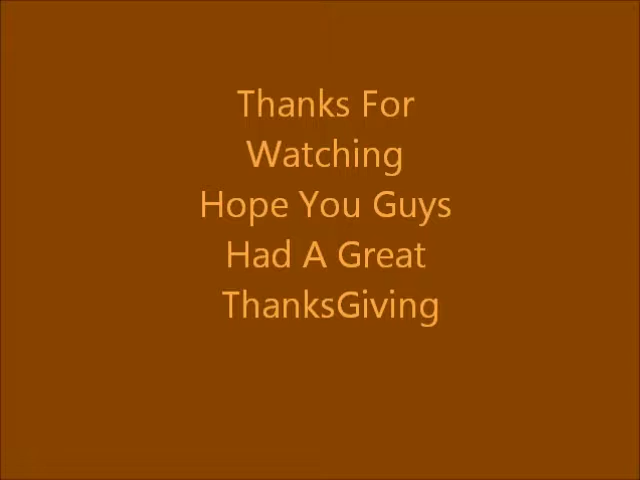 Thanks For
Watching
Hope You Guys
Had A Great
ThanksGiving